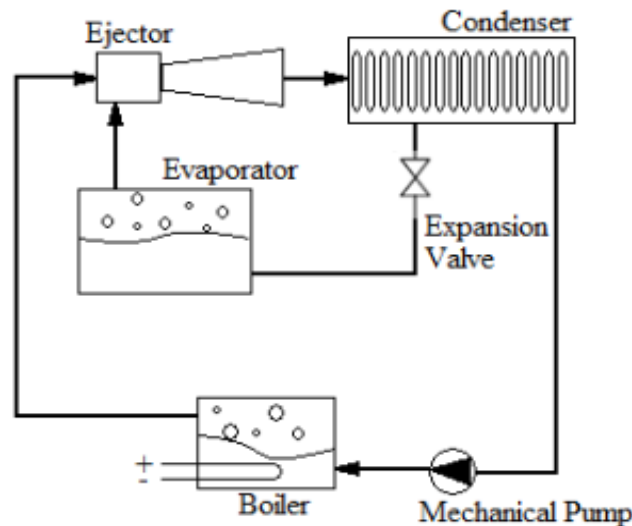 Condenser
Ejector
Evaporator
Expansion
Valve
+
-
Boiler
Mechanical Pump